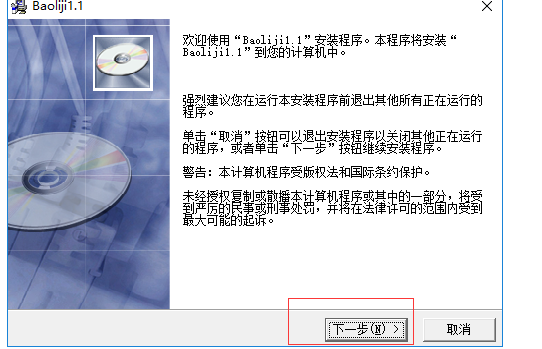 Baoliji1.1
欢迎使用“Baoliji1.1”安装程序。本程序将安装“
Baoliji1.1”到您的计算机中。
强烈建议您在运行本安装程序前退出其他所有正在运行的
程序。
单击“取消”按钮可以退出安装程序以关闭其他正在运行
的程序，或者单击“下一步”按钮继续安装程序。
警告：本计算机程序受版权法和国际条约保护。
未经授权复制或散播本计算机程序或其中的一部分，将受
到严厉的民事或刑事处罚，并将在法律许可的范围内受到
最大可能的起诉。
下一步(N) >
取消